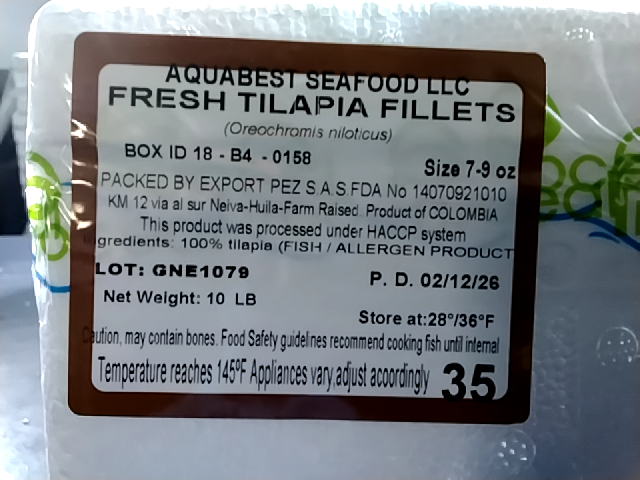 AQUABEST SEAFOOD LLC
FRESH TILAPIA FILLETS
(Oreochromis niloticus)
BOX ID 18 - B4 - 0158
Size 7-9 oz
PACKED BY EXPORT PEZ S.A.S.FDA No 14070921010
KM 12 via al sur Neiva-Huila-Farm Raised. Product of COLOMBIA
This product was processed under HACCP system
gredients: 100% tilapia (FISH / ALLERGEN PRODUCT
LOT: GNE1079
P. D. 02/12/26
Net Weight: 10 LB
Store at:28°/36°F
Caution, may contain bones. Food Safety guidelines recommend cooking fish until internal
Temperature reaches 145ºF Appliances vary,adjust acoordingly
35